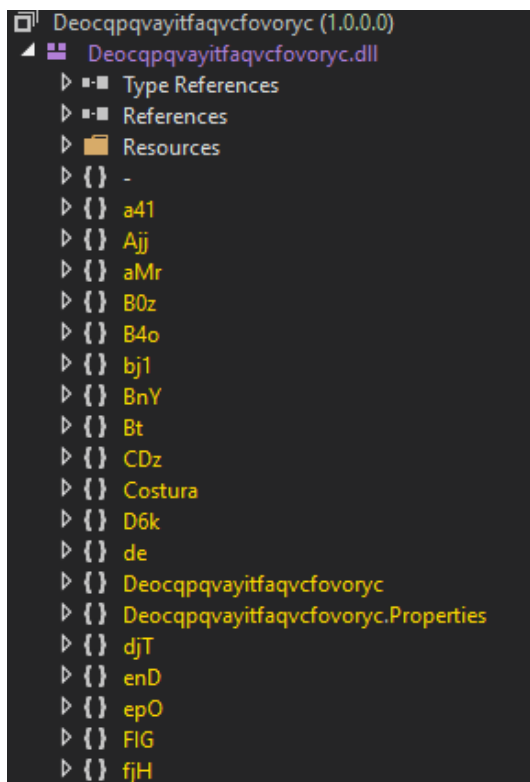 Deocqpqvayitfaqvcfovoryc (1.0.0.0)
Deocqpqvayitfaqvcfovoryc.dll
Type References
References
Resources
{ } -
{ } a41
{ } Ajj
{ } aMr
{ } B0z
{ } B4o
{ } bj1
{ } BnY
{ } Bt
{ } CDz
{ } Costura
{ } D6k
{ } de
{ } Deocqpqvayitfaqvcfovoryc
{ } Deocqpqvayitfaqvcfovoryc.Properties
{ } djT
{ } enD
{ } epO
{ } FIG
{ } fjH